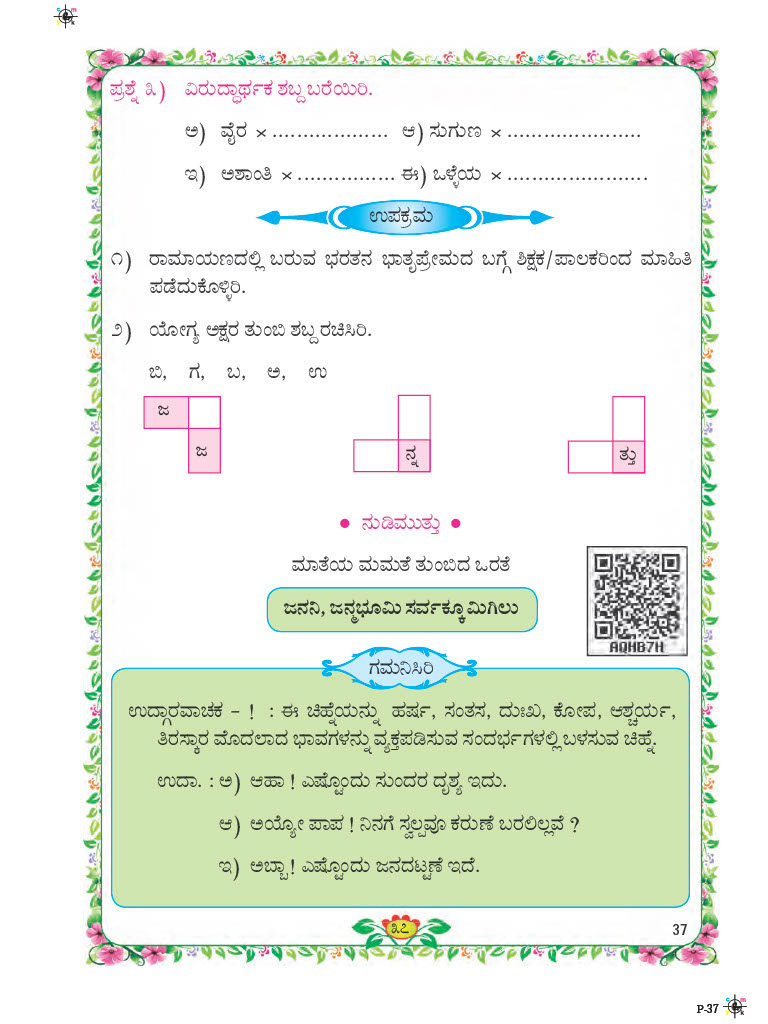 ಪ್ರಶ್ನೆ ೩) ವಿರುದ್ಧಾರ್ಥಕ ಶಬ್ದ ಬರೆಯಿರಿ.
ಅ) ವೈರ × ................... ಆ) ಸುಗುಣ × ......................
ಇ) ಅಶಾಂತಿ × ................ ಈ) ಒಳ್ಳೆಯ × .......................
ಉಪಕ್ರಮ
೧) ರಾಮಾಯಣದಲ್ಲಿ ಬರುವ ಭರತನ ಭಾತೃಪ್ರೇಮದ ಬಗ್ಗೆ ಶಿಕ್ಷಕ/ಪಾಲಕರಿಂದ ಮಾಹಿತಿ
ಪಡೆದುಕೊಳ್ಳಿರಿ.
೨) ಯೋಗ್ಯ ಅಕ್ಷರ ತುಂಬಿ ಶಬ್ದ ರಚಿಸಿರಿ.
ಬಿ, ಗ, ಬ, ಅ, ಉ
ಜ
ಜ ನ್ನ ತ್ತು
• ನುಡಿಮುತ್ತು •
ಮಾತೆಯ ಮಮತೆ ತುಂಬಿದ ಒರತೆ
ಜನನಿ, ಜನ್ಮಭೂಮಿ ಸರ್ವಕ್ಕೂ ಮಿಗಿಲು
AQHB7H
ಗಮನಿಸಿರಿ
ಉದ್ಗಾರವಾಚಕ – ! : ಈ ಚಿಹ್ನೆಯನ್ನು ಹರ್ಷ, ಸಂತಸ, ದುಃಖ, ಕೋಪ, ಆಶ್ಚರ್ಯ,
ತಿರಸ್ಕಾರ ಮೊದಲಾದ ಭಾವಗಳನ್ನು ವ್ಯಕ್ತಪಡಿಸುವ ಸಂದರ್ಭಗಳಲ್ಲಿ ಬಳಸುವ ಚಿಹ್ನೆ.
ಉದಾ. : ಅ) ಆಹಾ ! ಎಷ್ಟೊಂದು ಸುಂದರ ದೃಶ್ಯ ಇದು.
ಆ) ಅಯ್ಯೋ ಪಾಪ ! ನಿನಗೆ ಸ್ವಲ್ಪವೂ ಕರುಣೆ ಬರಲಿಲ್ಲವೆ ?
ಇ) ಅಬ್ಬಾ ! ಎಷ್ಟೊಂದು ಜನದಟ್ಟಣೆ ಇದೆ.
೩೭
37
P-37